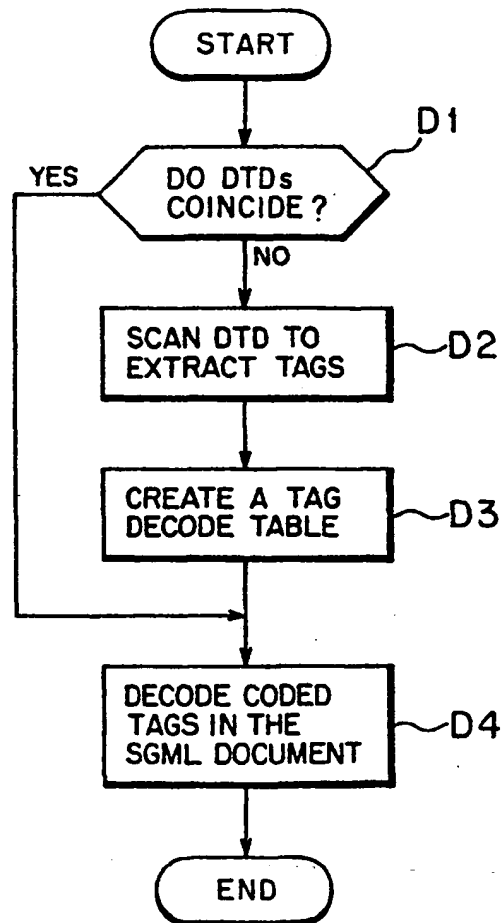 START
D1
YES
DO DTDs
COINCIDE?
NO
SCAN DTD TO
EXTRACT TAGS
D2
CREATE A TAG
DECODE TABLE
D3
DECODE CODED
TAGS IN THE
SGML DOCUMENT
D4
END